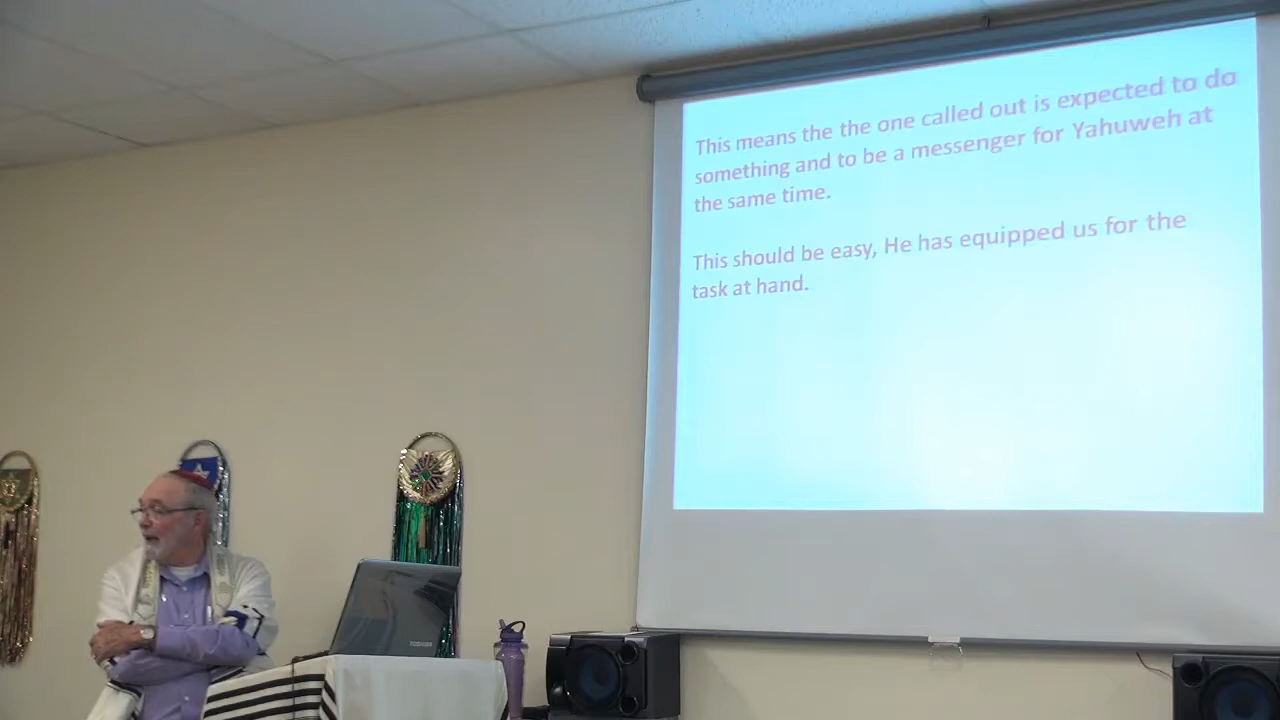 This means the the one called out is expected to do
something and to be a messenger for Yahuweh at
the same time.
This should be easy, He has equipped us for the
task at hand.
TOSHIBA